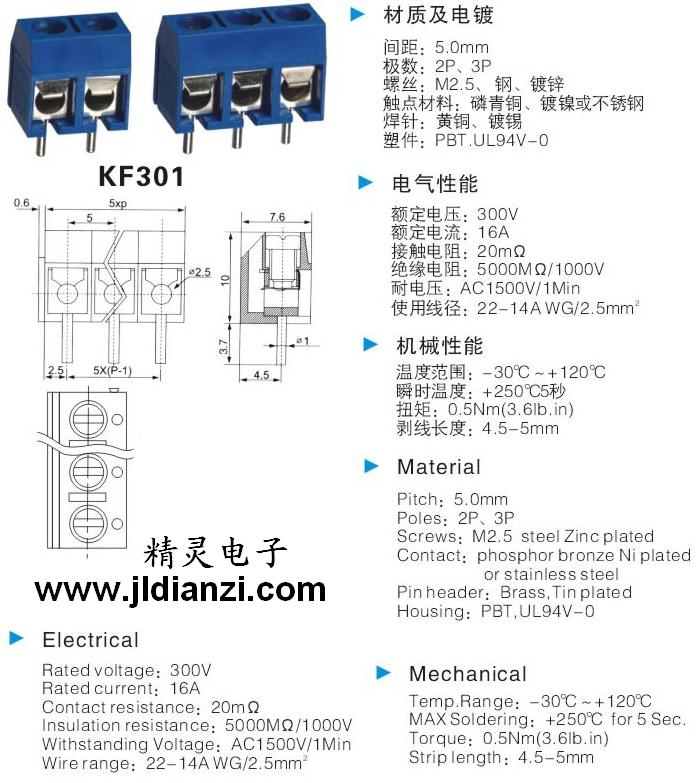 KF301
0.6
5xp
5
ø2.5
2.5
5X(P-1)
7.6
10
3.7
ø1
4.5
精灵电子
www.jldianzi.com
材质及电镀
间距：5.0mm
极数：2P、3P
螺丝：M2.5、钢、镀锌
触点材料：磷青铜、镀镍或不锈钢
焊针：黄铜、镀锡
塑件：PBT.UL94V-0
电气性能
额定电压：300V
额定电流：16A
接触电阻：20mΩ
绝缘电阻：5000MΩ/1000V
耐电压：AC1500V/1Min
使用线径：22-14AWG/2.5mm²
机械性能
温度范围：-30℃~+120℃
瞬时温度：+250℃5秒
扭矩：0.5Nm(3.6lb.in)
剥线长度：4.5-5mm
Material
Pitch：5.0mm
Poles：2P、3P
Screws：M2.5 steel Zinc plated
Contact：phosphor bronze Ni plated
or stainless steel
Pin header：Brass,Tin plated
Housing：PBT,UL94V-0
Electrical
Rated voltage：300V
Rated current：16A
Contact resistance：20mΩ
Insulation resistance：5000MΩ/1000V
Withstanding Voltage：AC1500V/1Min
Wire range：22-14AWG/2.5mm²
Mechanical
Temp.Range：-30℃~+120℃
MAX Soldering：+250℃ for 5 Sec.
Torque：0.5Nm(3.6lb.in)
Strip length：4.5-5mm